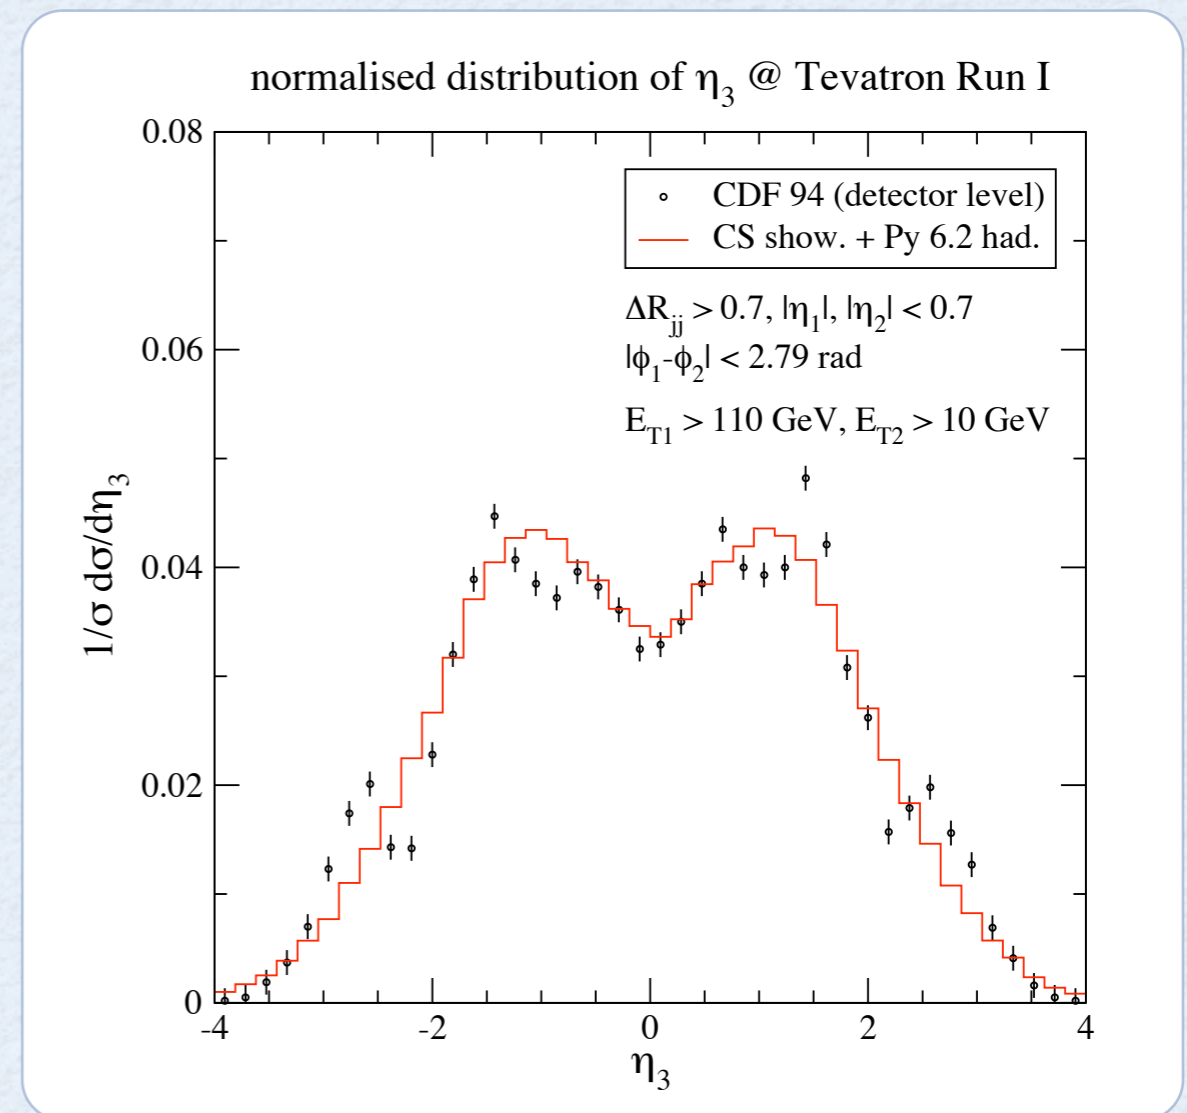 normalised distribution of η3 @ Tevatron Run I
0.08
CDF 94 (detector level)
CS show. + Py 6.2 had.
ΔRjj > 0.7, |η1|, |η2| < 0.7
0.06
|ϕ1-ϕ2| < 2.79 rad
ET1 > 110 GeV, ET2 > 10 GeV
1/σ dσ/dη3
0.04
0.02
0
-4 -2 0 2 4
η3